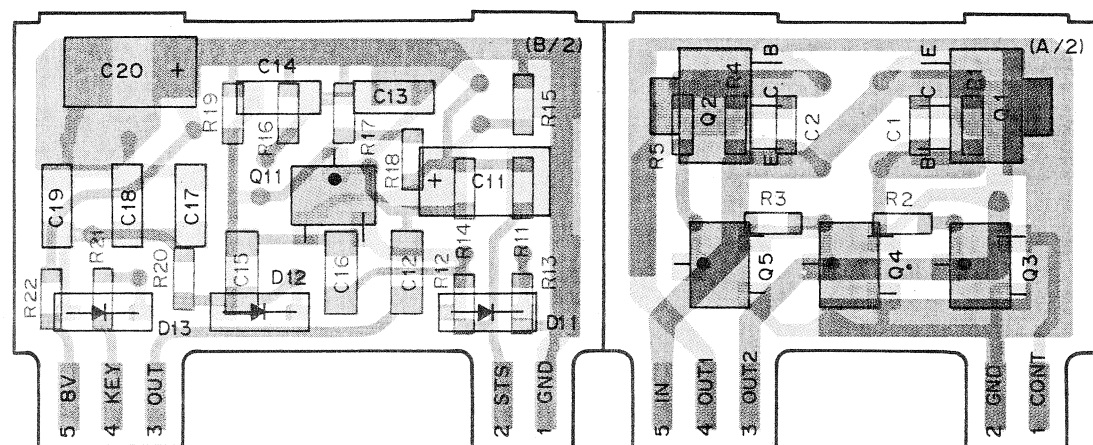 (B/2)
C20 +
C14
C13
R19
R16
R17
R15
R18
Q11
+ C11
C19
C18
C17
R21
R20
C15
D12
C16
C12
R14
R11
R12
R13
R22
D13
D11
5 8V
4 KEY
3 OUT
2 STS
1 GND
(A/2)
B
E
R4
C
C
C1
Q2
Q1
C2
C1
R5
E
B
R3
R2
Q5
Q4
Q3
5 IN
4 OUT1
3 OUT2
2 GND
1 CONT